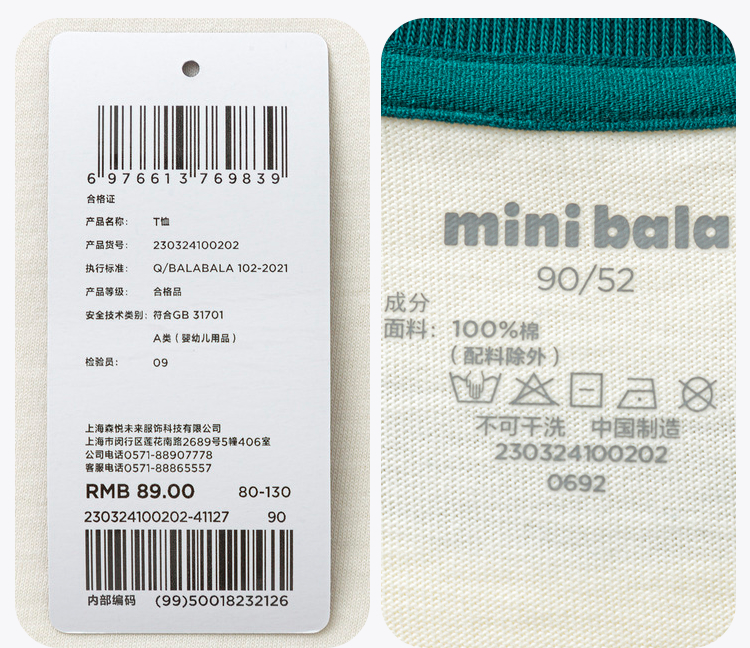 6976613769839
合格证
产品名称: T恤
产品货号: 230324100202
执行标准: Q/BALABALA 102-2021
产品等级: 合格品
安全技术类别: 符合GB 31701
A类 (婴幼儿用品)
检验员: 09
上海森悦未来服饰科技有限公司
上海市闵行区莲花南路2689号5幢406室
公司电话0571-88907778
客服电话0571-88865557
RMB 89.00 80-130
230324100202-41127 90
内部编码 (99)50018232126
mini bala
90/52
成分
面料: 100%棉
(配料除外)
不可干洗 中国制造
230324100202
0692